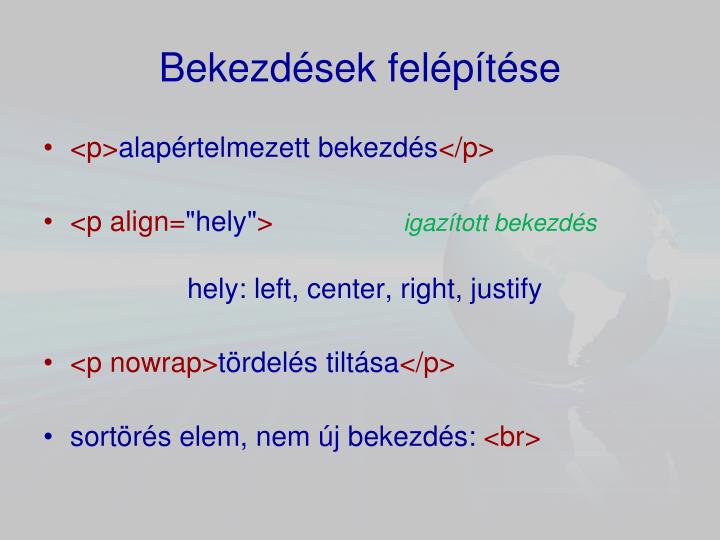 Bekezdések felépítése
• <p>alapértelmezett bekezdés</p>
• <p align="hely"> igazított bekezdés
hely: left, center, right, justify
• <p nowrap>tördelés tiltása</p>
• sortörés elem, nem új bekezdés: <br>